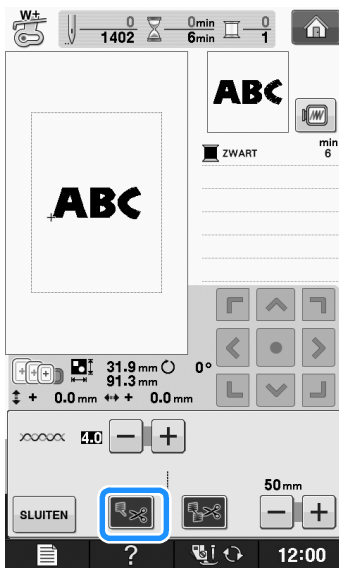 W±
0
1402
0min
6min
0
1
ABC
ABC
ZWART
min
6
31.9 mm
91.3 mm
0°
+ 0.0 mm + 0.0 mm
4.0 - +
50 mm
SLUITEN
- +
? 12:00